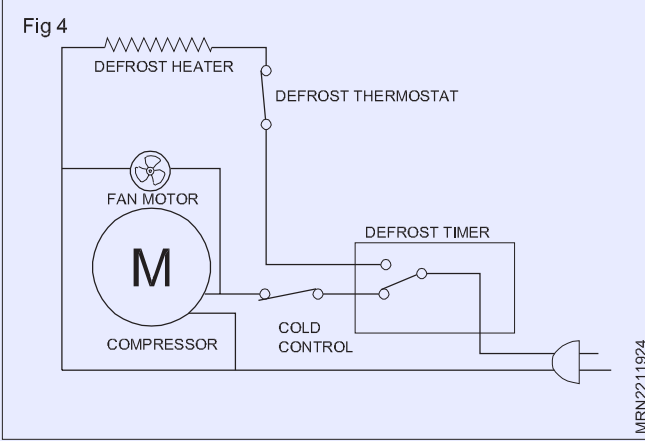 Fig 4
DEFROST HEATER
DEFROST THERMOSTAT
FAN MOTOR
DEFROST TIMER
M
COMPRESSOR
COLD
CONTROL
MRN2211924